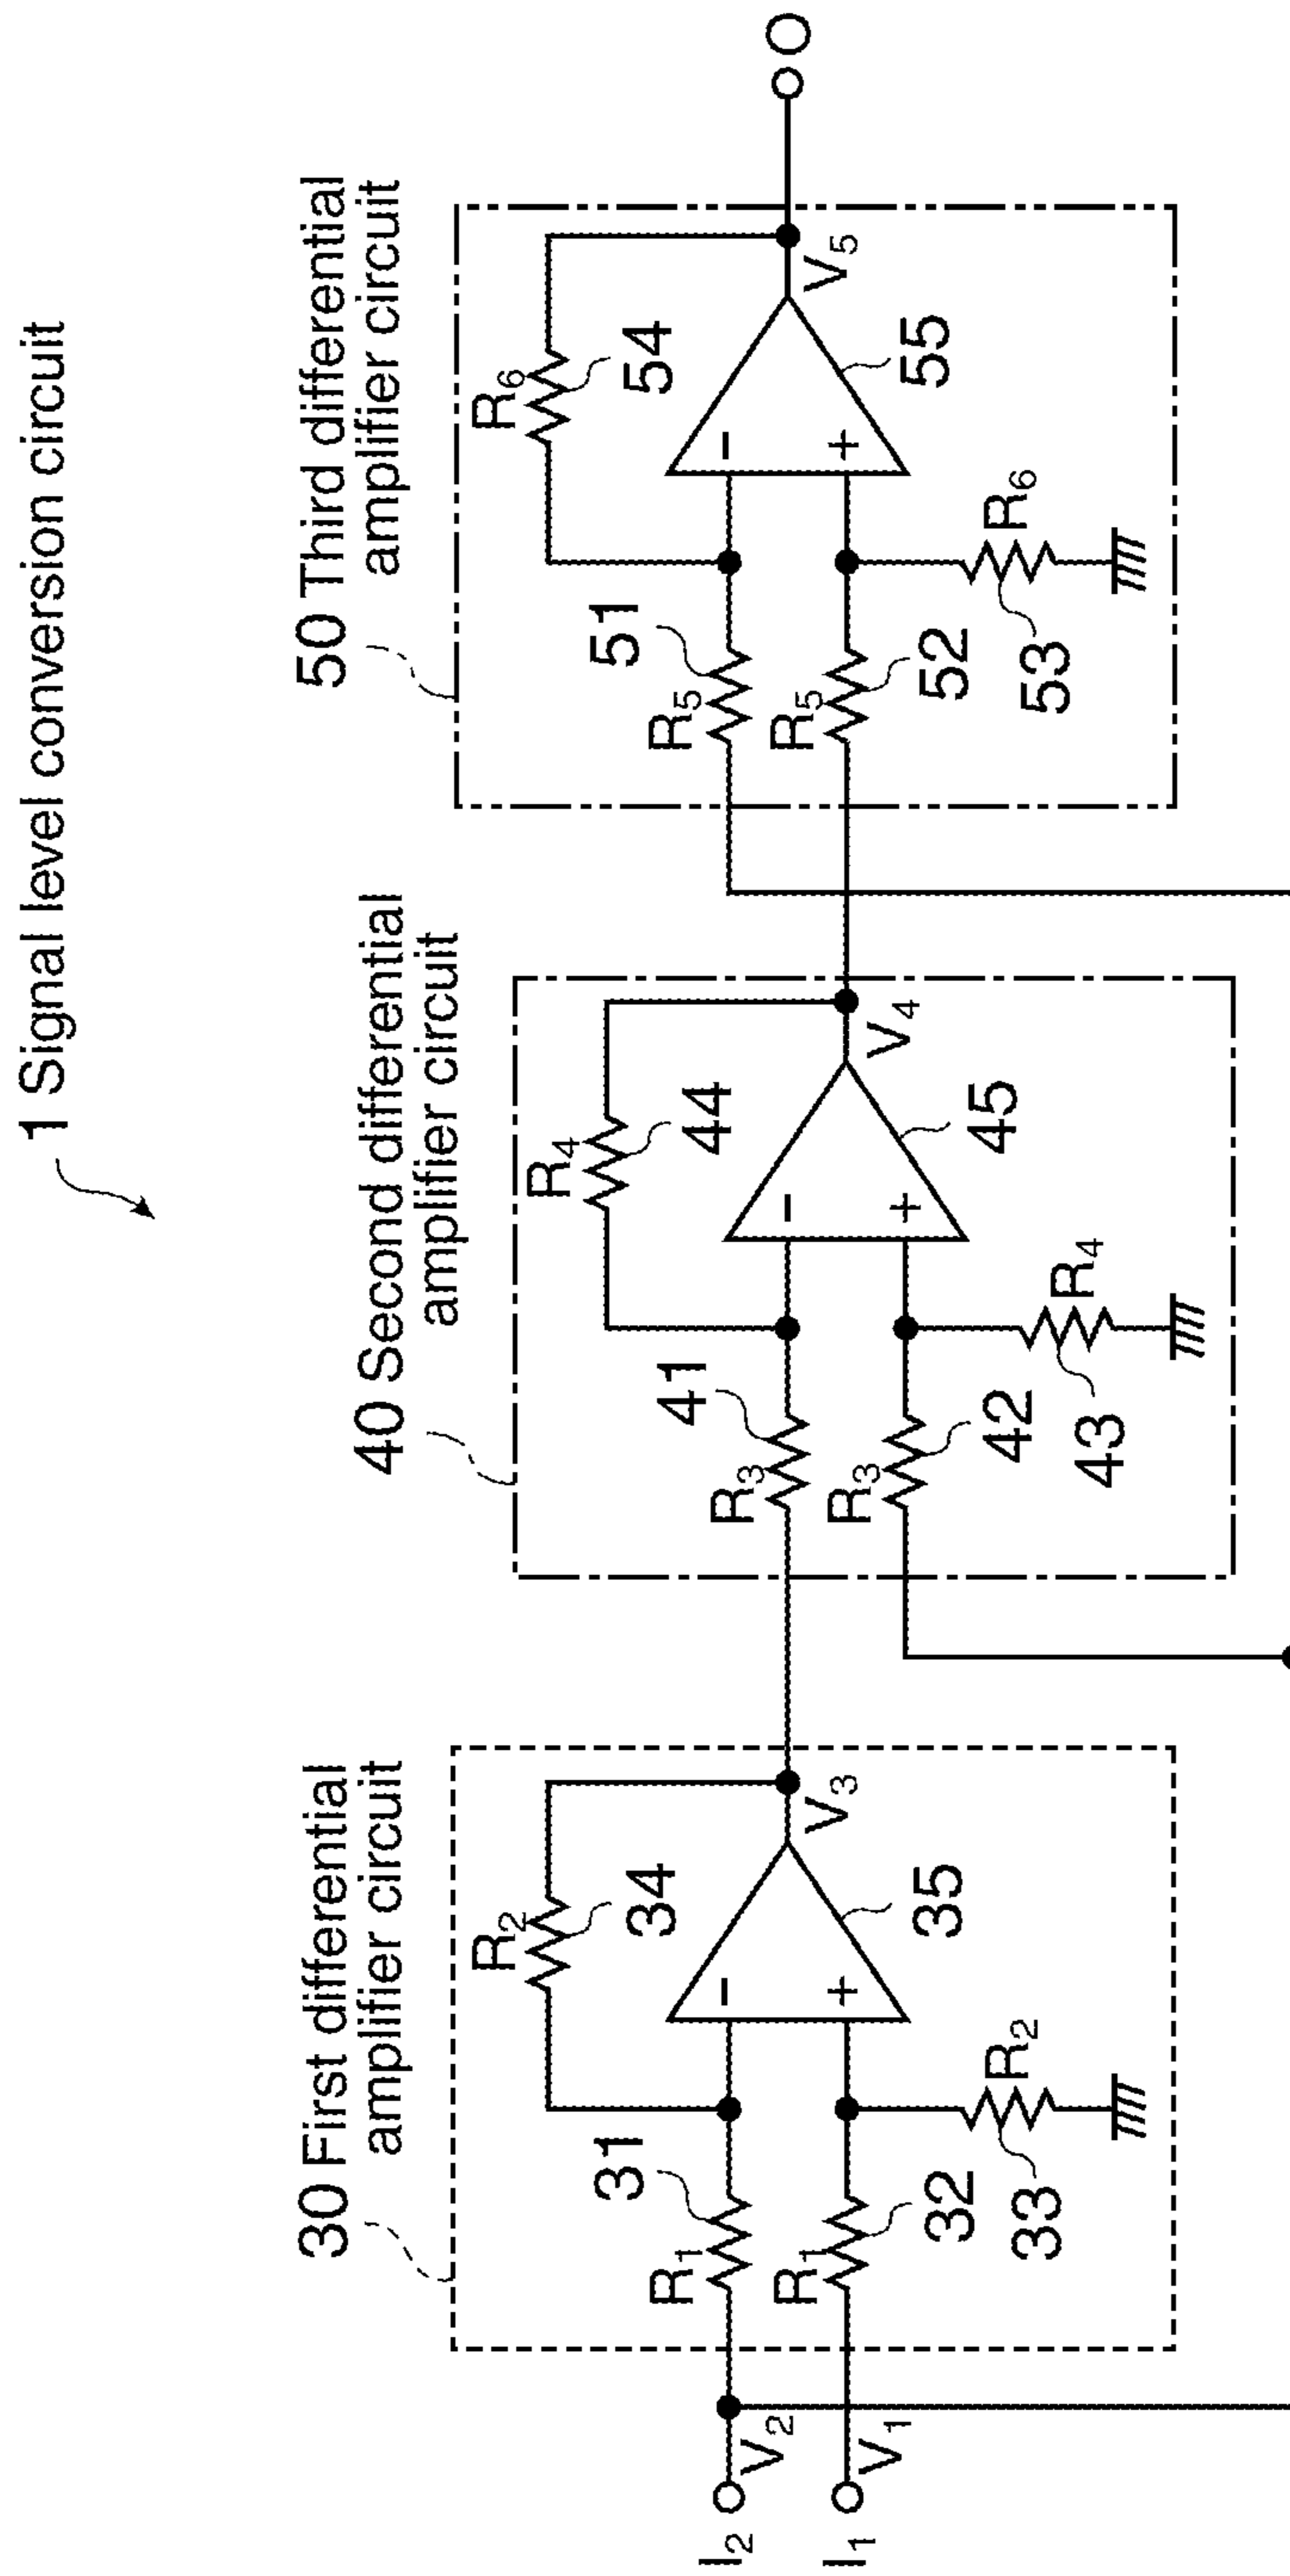 1 Signal level conversion circuit
30 First differential
amplifier circuit
40 Second differential
amplifier circuit
50 Third differential
amplifier circuit
R₂
34
R₄
44
R₆
54
31
R₁
41
R₃
51
R₅
I₂
V₂
−
V₃
−
V₄
−
V₅
O
I₁
V₁
R₁
32
+
35
R₃
42
+
45
R₅
52
+
55
33
R₂
43
R₄
53
R₆